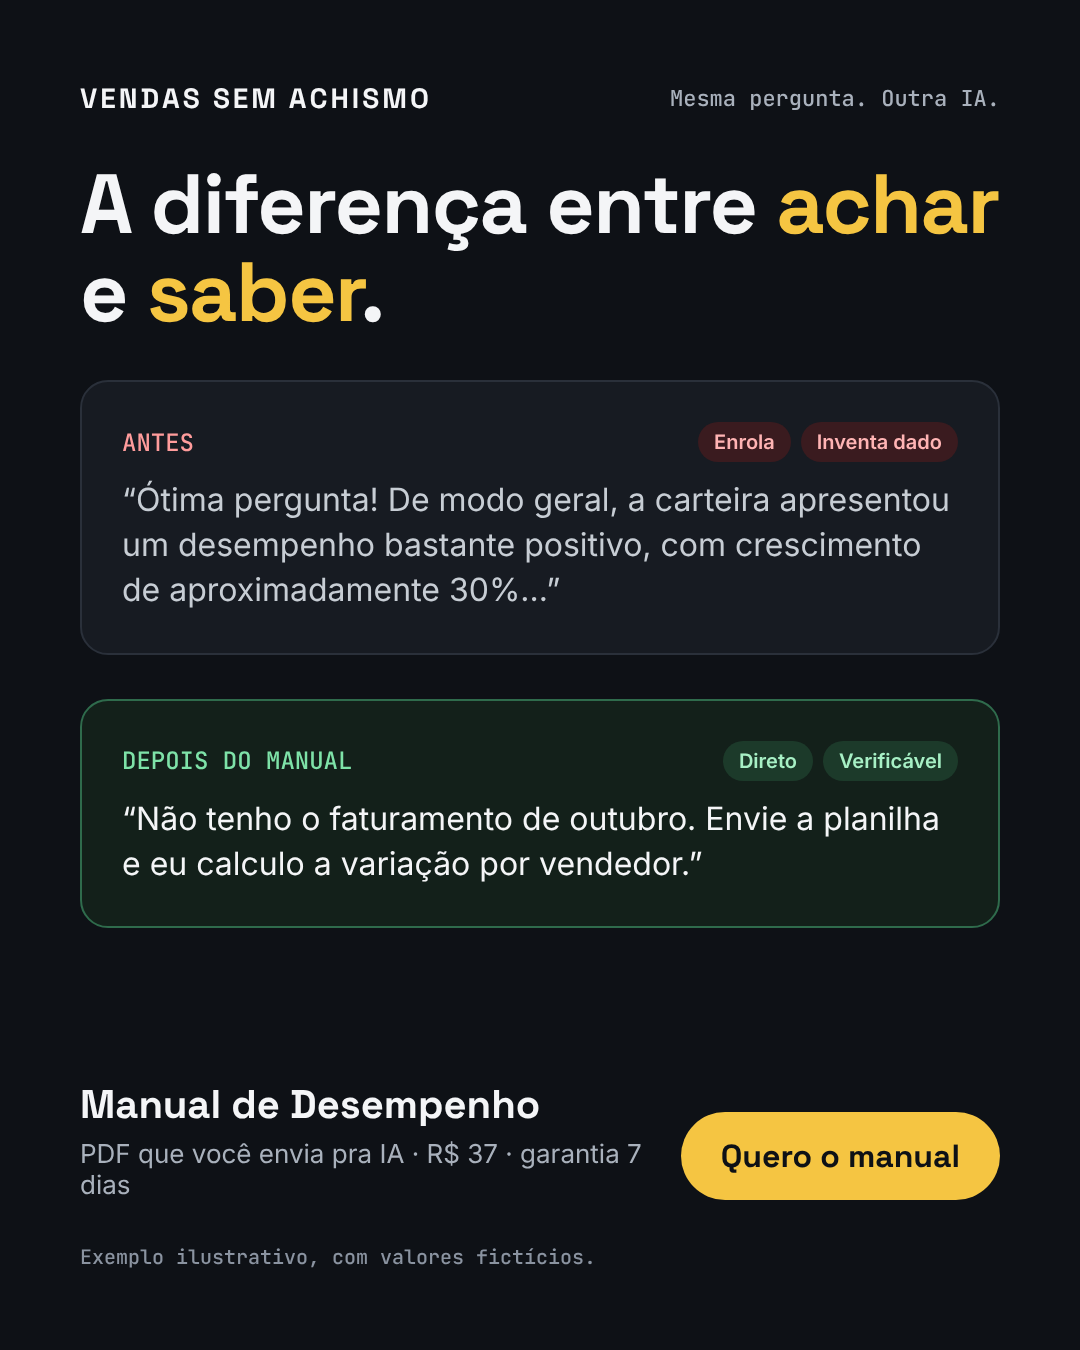 VENDAS SEM ACHISMO
Mesma pergunta. Outra IA.
A diferença entre achar
e saber.
ANTES
Enrola
Inventa dado
“Ótima pergunta! De modo geral, a carteira apresentou
um desempenho bastante positivo, com crescimento
de aproximadamente 30%...”
DEPOIS DO MANUAL
Direto
Verificável
“Não tenho o faturamento de outubro. Envie a planilha
e eu calculo a variação por vendedor.”
Manual de Desempenho
PDF que você envia pra IA · R$ 37 · garantia 7
dias
Quero o manual
Exemplo ilustrativo, com valores fictícios.